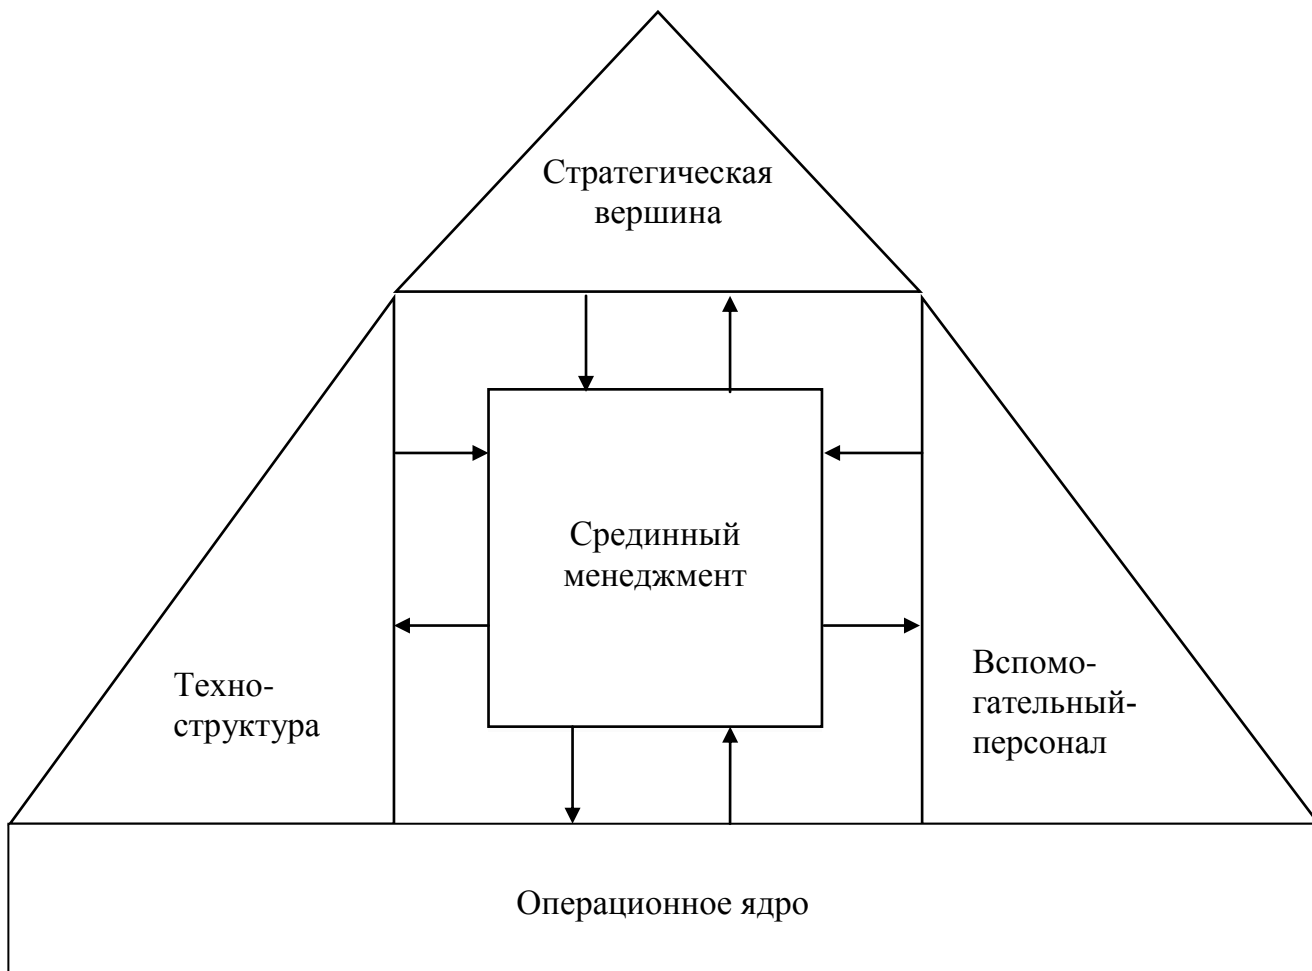 Стратегическая
вершина
Срединный
менеджмент
Техно-
структура
Вспомо-
гательный-
персонал
Операционное ядро